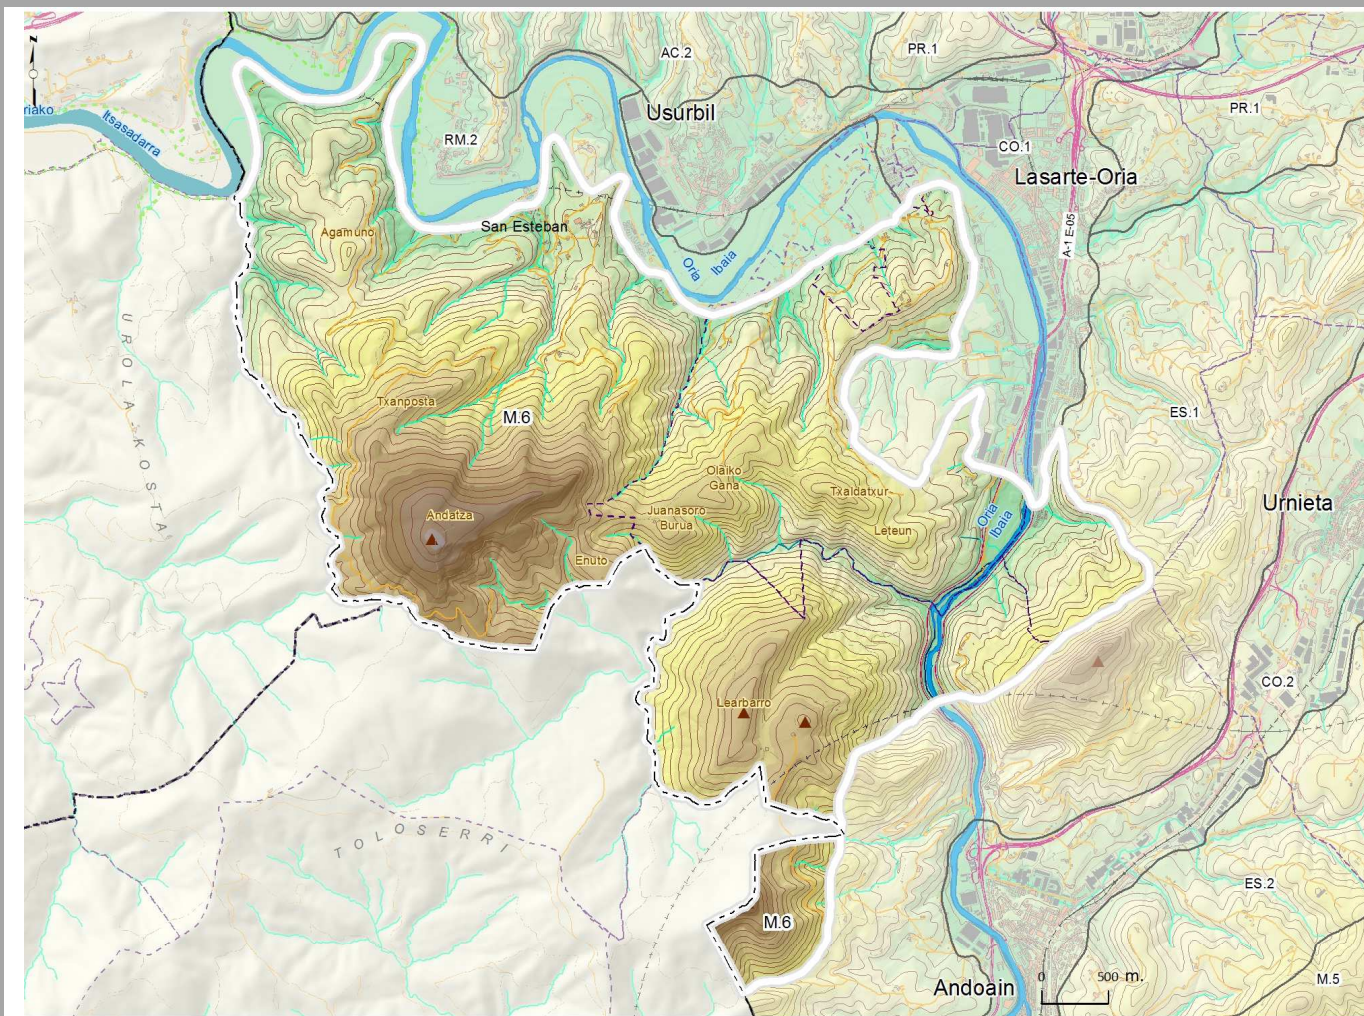 N
AC.2
PR.1
Usurbil
PR.1
riako
Itsasadarra
RM.2
CO.1
Lasarte-Oria
San Esteban
Agamuno
A-1 E-05
Oria
Ibaia
UROLA-KOSTA
Txanposta
M.6
ES.1
Olaiko
Gana
Txaldatxur
Urnieta
Andatza
Juanasoro
Burua
Leteun
Oria
Ibaia
Enuto
CO.2
Learbarro
TOLOSERRI
ES.2
M.6
Andoain
0 500 m.
M.5